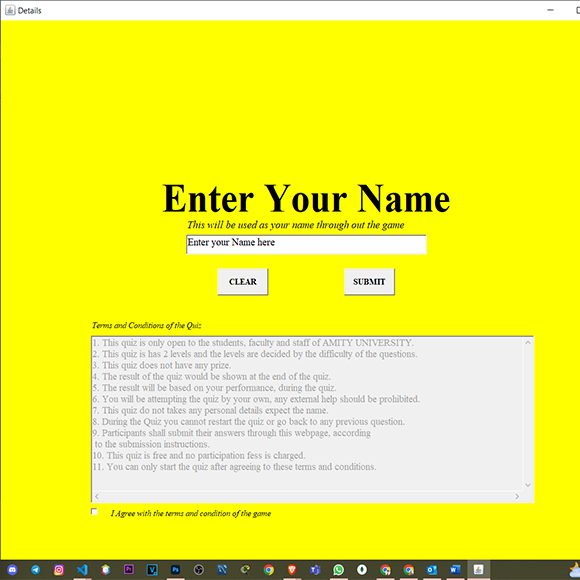 Details
Enter Your Name
This will be used as your name through out the game
Enter your Name here
CLEAR SUBMIT
Terms and Conditions of the Quiz
1. This quiz is only open to the students, faculty and staff of AMITY UNIVERSITY.
2. This quiz is has 2 levels and the levels are decided by the difficulty of the questions.
3. This quiz does not have any prize.
4. The result of the quiz would be shown at the end of the quiz.
5. The result will be based on your performance, during the quiz.
6. You will be attempting the quiz by your own, any external help should be prohibited.
7. This quiz do not takes any personal details expect the name.
8. During the Quiz you cannot restart the quiz or go back to any previous question.
9. Participants shall submit their answers through this webpage, according
to the submission instructions.
10. This quiz is free and no participation fess is charged.
11. You can only start the quiz after agreeing to these terms and conditions.
I Agree with the terms and condition of the game